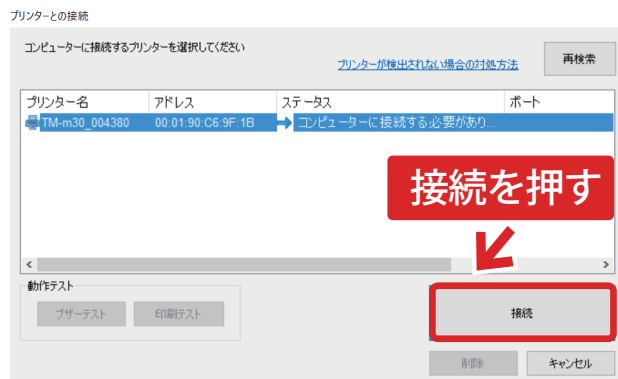 プリンターとの接続
コンピューターに接続するプリンターを選択してください
プリンターが検出されない場合の対処方法
再検索
プリンター名 アドレス ステータス ポート
TM-m30_004380 00:01:90:C6:9F:1B コンピューターに接続する必要があり...
接続を押す
動作テスト
ブザーテスト 印刷テスト
接続
削除 キャンセル